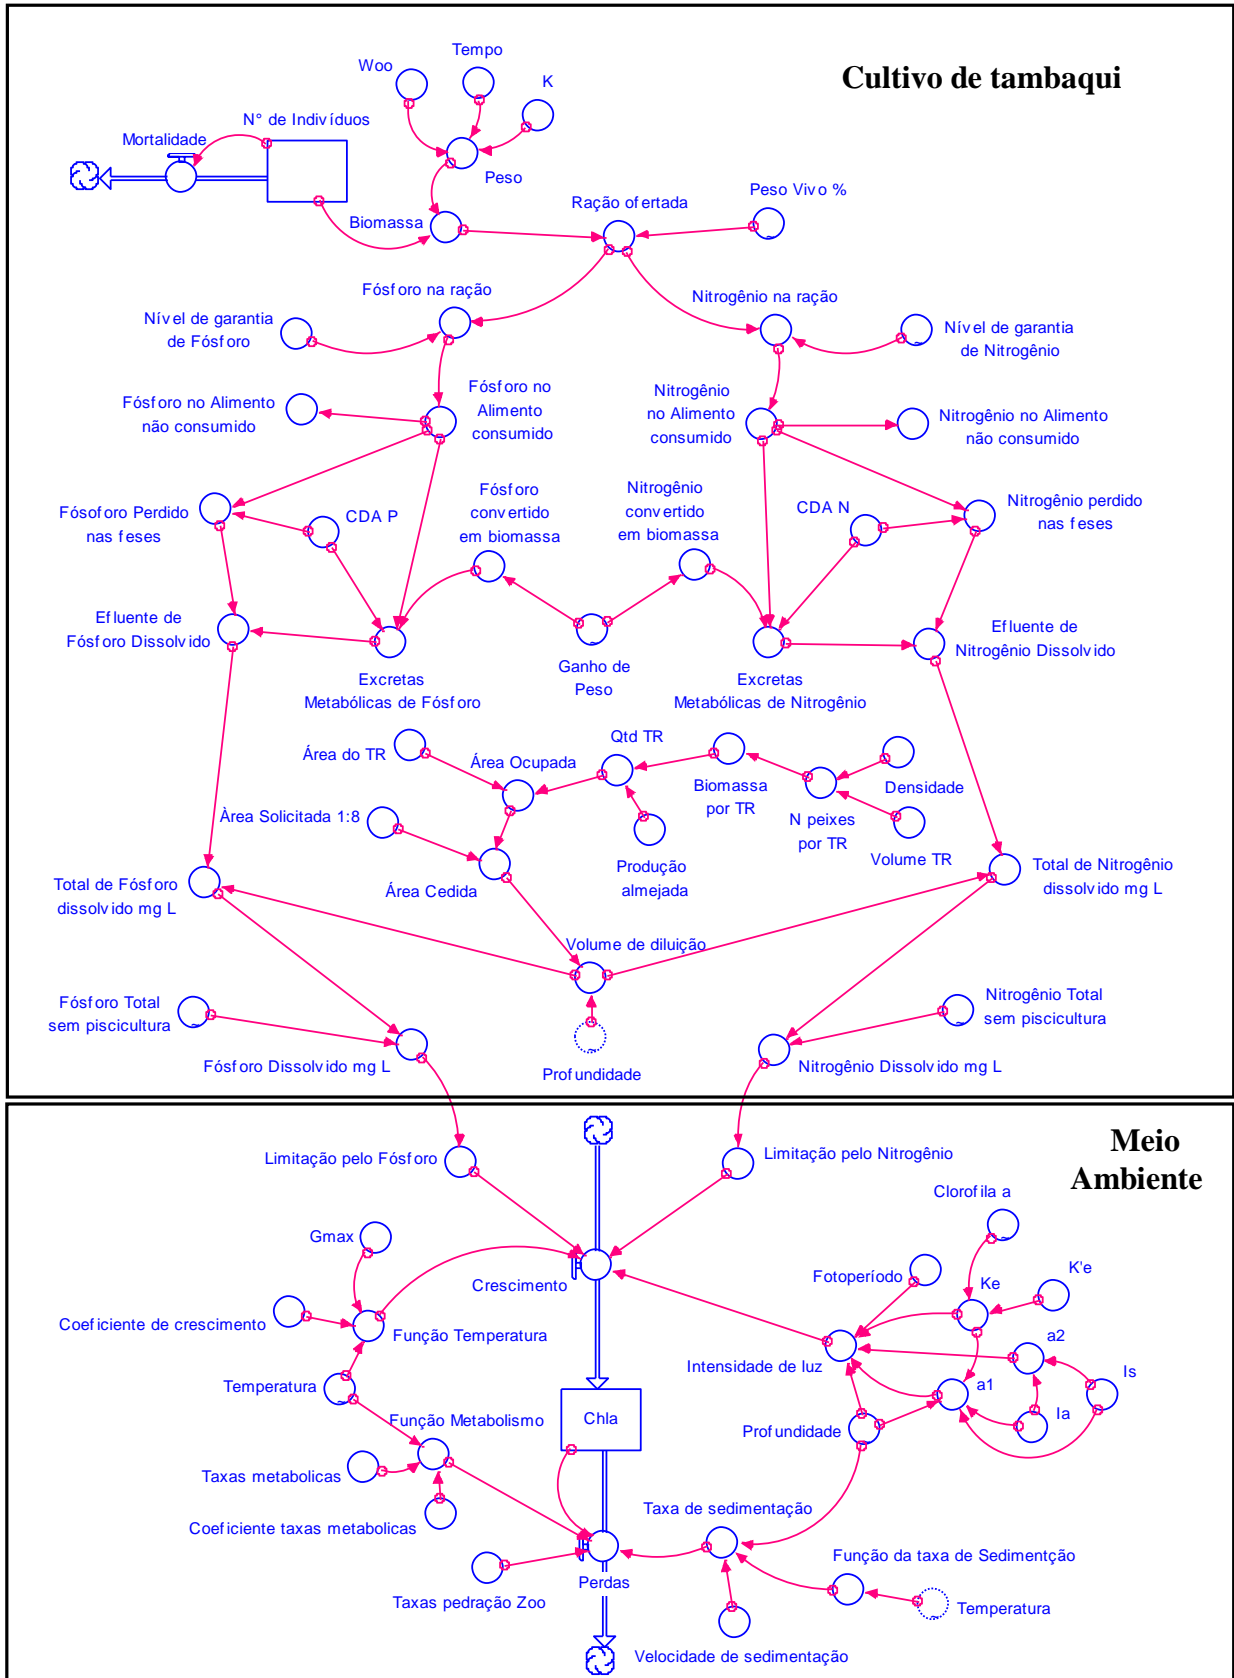 Cultivo de tambaqui
Tempo
Woo
K
N° de Indivíduos
Mortalidade
Peso
Peso Vivo %
Ração ofertada
Biomassa
Fósforo na ração
Nitrogênio na ração
Nível de garantia
de Fósforo
Nível de garantia
de Nitrogênio
Fósforo no Alimento
não consumido
Fósforo no
Alimento
consumido
Nitrogênio
no Alimento
consumido
Nitrogênio no Alimento
não consumido
Fósoforo Perdido
nas feses
CDA P
Fósforo
convertido
em biomassa
Nitrogênio
convertido
em biomassa
CDA N
Nitrogênio perdido
nas feses
Efluente de
Fósforo Dissolvido
Ganho de
Peso
Efluente de
Nitrogênio Dissolvido
Excretas
Metabólicas de Fósforo
Excretas
Metabólicas de Nitrogênio
Área do TR
Área Ocupada
Qtd TR
Biomassa
por TR
Densidade
N peixes
por TR
Volume TR
Àrea Solicitada 1:8
Produção
almejada
Área Cedida
Total de Fósforo
dissolvido mg L
Total de Nitrogênio
dissolvido mg L
Volume de diluição
Fósforo Total
sem piscicultura
Nitrogênio Total
sem piscicultura
Fósforo Dissolvido mg L
Profundidade
Nitrogênio Dissolvido mg L
Meio
Ambiente
Limitação pelo Fósforo
Limitação pelo Nitrogênio
Clorofila a
Gmax
Fotoperíodo
K'e
Ke
Crescimento
Coeficiente de crescimento
Função Temperatura
a2
Intensidade de luz
Is
Temperatura
a1
Função Metabolismo
Chla
Profundidade
Ia
Taxas metabolicas
Taxa de sedimentação
Coeficiente taxas metabolicas
Função da taxa de Sedimentção
Perdas
Taxas pedração Zoo
Temperatura
Velocidade de sedimentação